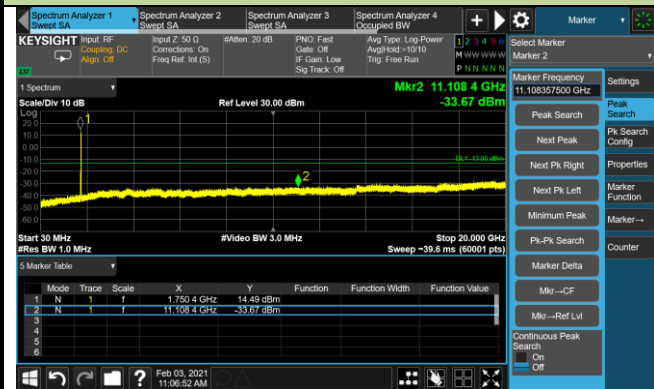 Spectrum Analyzer 1
Swept SA
Spectrum Analyzer 2
Swept SA
Spectrum Analyzer 3
Swept SA
Spectrum Analyzer 4
Occupied BW
Marker
KEYSIGHT
Input: RF
Coupling: DC
Align: Off
Input Z: 50 Ω
Corrections: On
Freq Ref: Int (S)
#Atten: 20 dB
PNO: Fast
Gate: Off
IF Gain: Low
Sig Track: Off
Avg Type: Log-Power
Avg|Hold:>10/10
Trig: Free Run
1 2 3 4 5 6
M W W W W W
P N N N N N
Select Marker
Marker 2
1 Spectrum
Mkr2 11.108 4 GHz
-33.67 dBm
Scale/Div 10 dB
Ref Level 30.00 dBm
Log
20.0
10.0
0.00
-10.0
-20.0
-30.0
-40.0
-50.0
-60.0
1
2
DL1 -13.00 dBm
Start 30 MHz
#Video BW 3.0 MHz
Stop 20.000 GHz
#Res BW 1.0 MHz
Sweep ~39.6 ms (60001 pts)
5 Marker Table
Mode Trace Scale X Y Function Function Width Function Value
1 N 1 f 1.750 4 GHz 14.49 dBm
2 N 1 f 11.108 4 GHz -33.67 dBm
3
4
5
6
Marker Frequency
11.108357500 GHz
Peak Search
Next Peak
Next Pk Right
Next Pk Left
Minimum Peak
Pk-Pk Search
Marker Delta
Mkr→CF
Mkr→Ref Lvl
Continuous Peak
Search
On
Off
Settings
Peak
Search
Pk Search
Config
Properties
Marker
Function
Marker→
Counter
?
Feb 03, 2021
11:06:52 AM